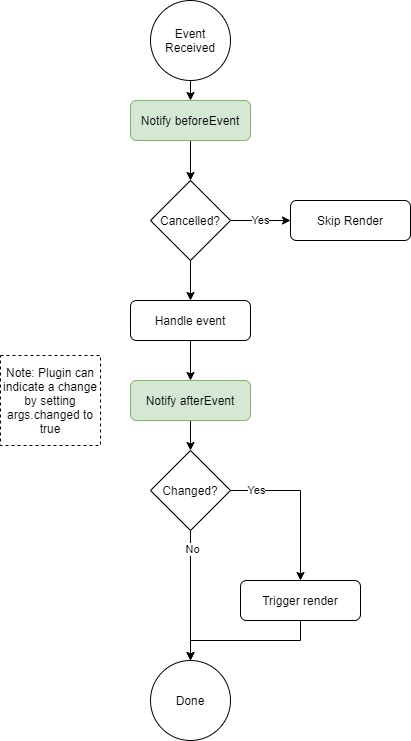 Event
Received
Notify beforeEvent
Cancelled?
Yes
Skip Render
Handle event
Note: Plugin can
indicate a change
by setting
args.changed to
true
Notify afterEvent
Changed?
Yes
No
Trigger render
Done